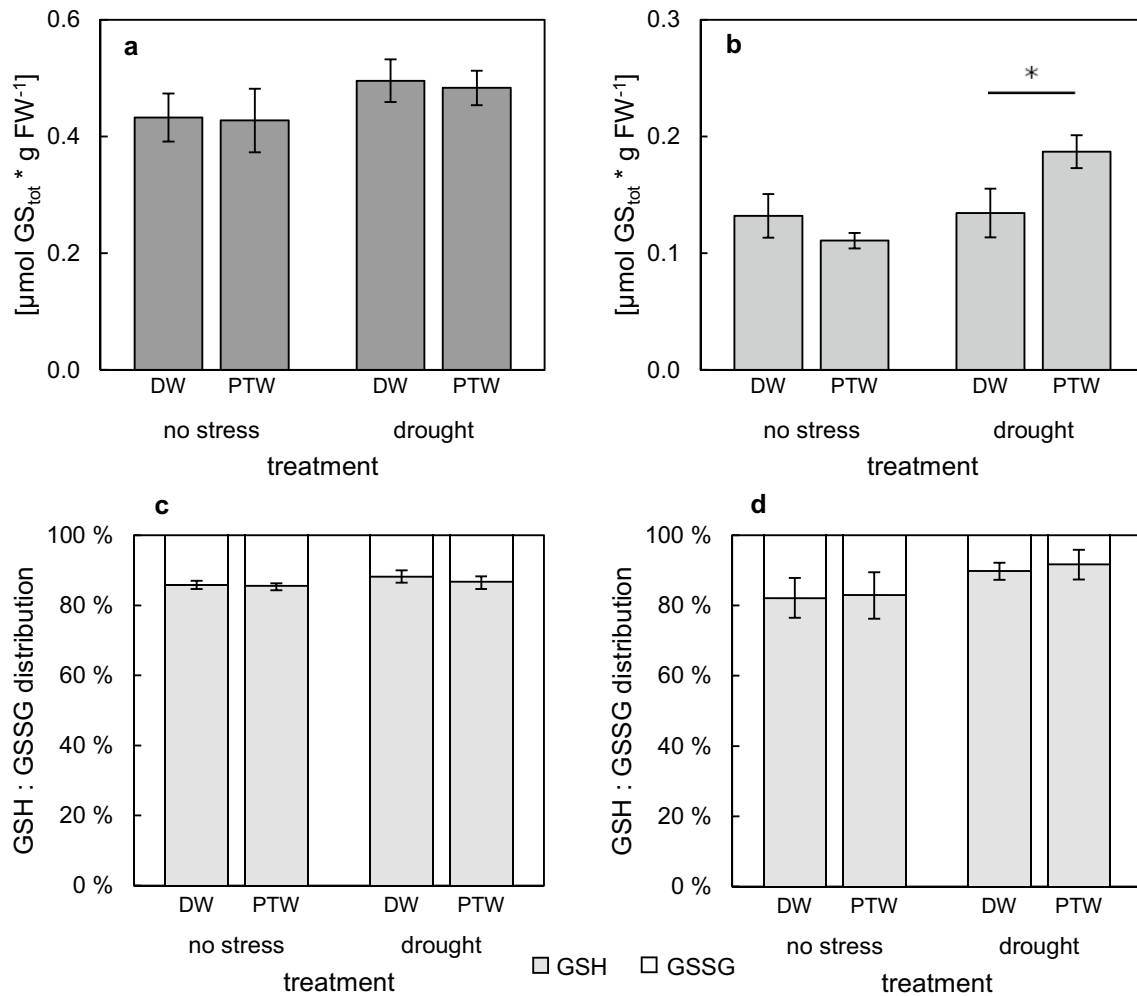 a
[µmol GStot * g FW-1]
0.6
0.4
0.2
0.0
DW PTW DW PTW
no stress drought
treatment
b
*
[µmol GStot * g FW-1]
0.3
0.2
0.1
0.0
DW PTW DW PTW
no stress drought
treatment
c
GSH : GSSG distribution
100 %
80 %
60 %
40 %
20 %
0 %
DW PTW DW PTW
no stress drought
treatment
d
GSH : GSSG distribution
100 %
80 %
60 %
40 %
20 %
0 %
DW PTW DW PTW
no stress drought
treatment
GSH GSSG